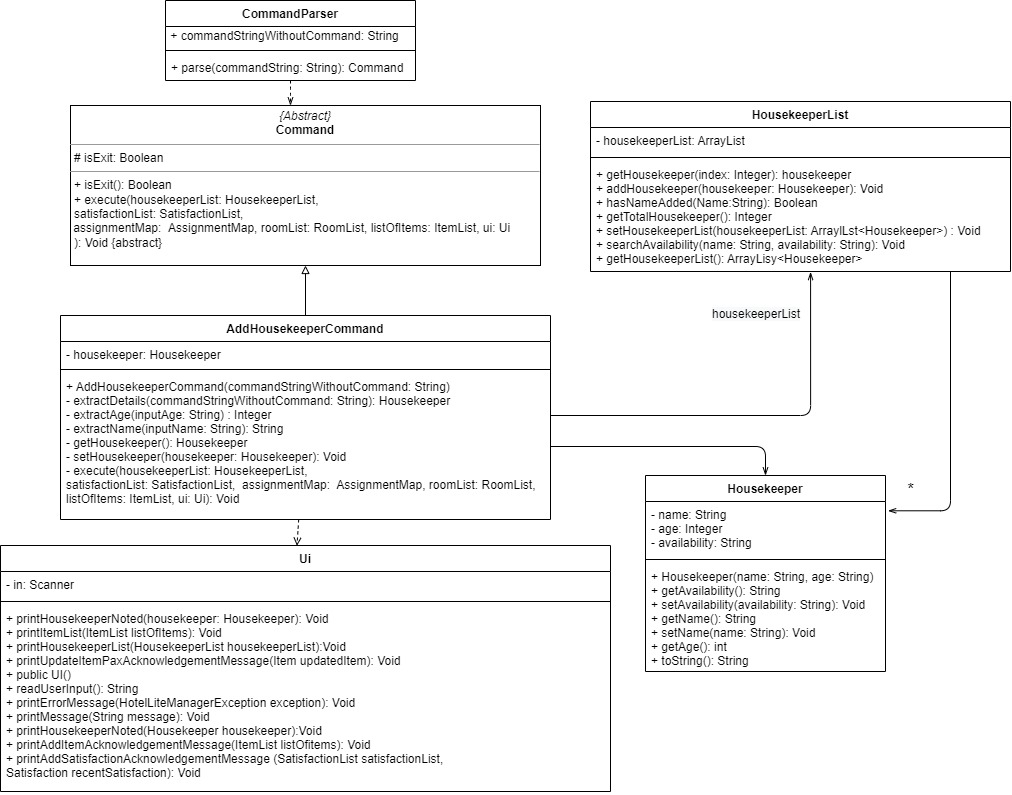 CommandParser
+ commandStringWithoutCommand: String
+ parse(commandString: String): Command
{Abstract}
Command
# isExit: Boolean
+ isExit(): Boolean
+ execute(housekeeperList: HousekeeperList,
satisfactionList: SatisfactionList,
assignmentMap:  AssignmentMap, roomList: RoomList, listOfItems: ItemList, ui: Ui
): Void {abstract}
HousekeeperList
- housekeeperList: ArrayList
+ getHousekeeper(index: Integer): housekeeper
+ addHousekeeper(housekeeper: Housekeeper): Void
+ hasNameAdded(Name:String): Boolean
+ getTotalHousekeeper(): Integer
+ setHousekeeperList(housekeeperList: ArrayILst<Housekeeper>) : Void
+ searchAvailability(name: String, availability: String): Void
+ getHousekeeperList(): ArrayLisy<Housekeeper>
housekeeperList
AddHousekeeperCommand
- housekeeper: Housekeeper
+ AddHousekeeperCommand(commandStringWithoutCommand: String)
- extractDetails(commandStringWithoutCommand: String): Housekeeper
- extractAge(inputAge: String) : Integer
- extractName(inputName: String): String
- getHousekeeper(): Housekeeper
- setHousekeeper(housekeeper: Housekeeper): Void
- execute(housekeeperList: HousekeeperList,
satisfactionList: SatisfactionList,  assignmentMap:  AssignmentMap, roomList: RoomList,
listOfItems: ItemList, ui: Ui): Void
*
Housekeeper
- name: String
- age: Integer
- availability: String
+ Housekeeper(name: String, age: String)
+ getAvailability(): String
+ setAvailability(availability: String): Void
+ getName(): String
+ setName(name: String): Void
+ getAge(): int
+ toString(): String
Ui
- in: Scanner
+ printHousekeeperNoted(housekeeper: Housekeeper): Void
+ printItemList(ItemList listOfItems): Void
+ printHousekeeperList(HousekeeperList housekeeperList):Void
+ printUpdateItemPaxAcknowledgementMessage(Item updatedItem): Void
+ public UI()
+ readUserInput(): String
+ printErrorMessage(HotelLiteManagerException exception): Void
+ printMessage(String message): Void
+ printHousekeeperNoted(Housekeeper housekeeper):Void
+ printAddItemAcknowledgementMessage(ItemList listOfitems): Void
+ printAddSatisfactionAcknowledgementMessage (SatisfactionList satisfactionList,
Satisfaction recentSatisfaction): Void